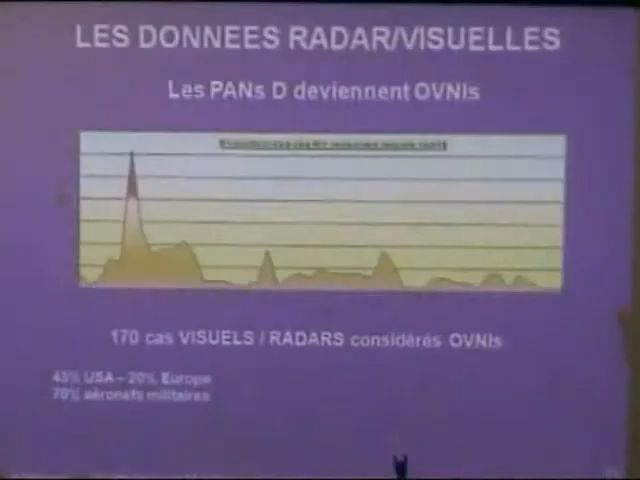 LES DONNEES RADAR/VISUELLES
Les PANs D deviennent OVNIs
170 cas VISUELS / RADARS considérés OVNIs
USA – 20% Europe
70% aéronefs militaires